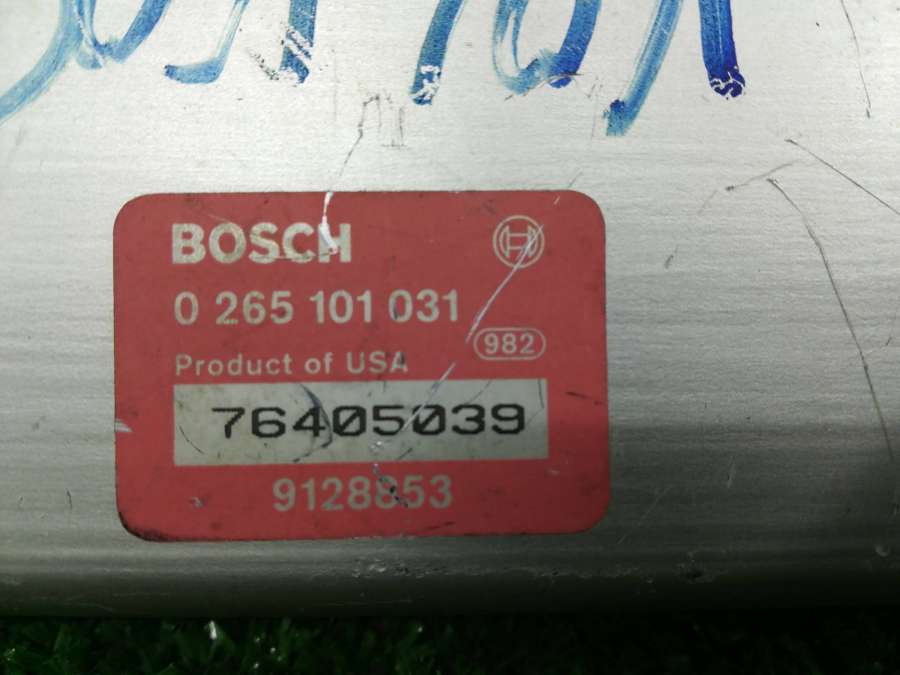 BOSCH
0 265 101 031
982
Product of USA
76405039
9128853